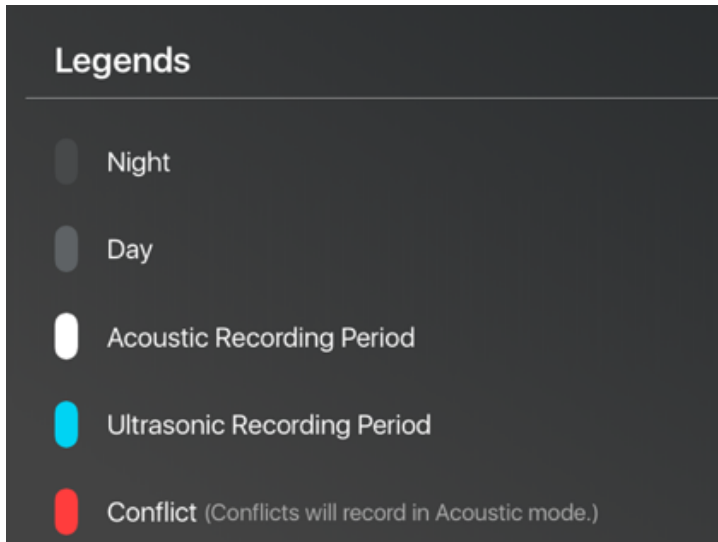 Legends
Night
Day
Acoustic Recording Period
Ultrasonic Recording Period
Conflict (Conflicts will record in Acoustic mode.)